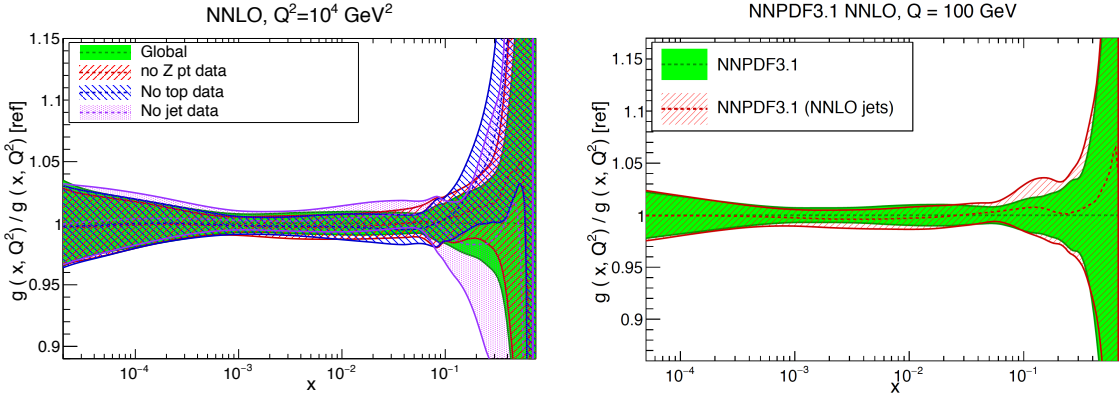 NNLO, Q²=10⁴ GeV²
1.15
1.1
1.05
1
0.95
0.9
g ( x, Q²) / g ( x, Q²) [ref]
Global
no Z pt data
No top data
No jet data
10⁻⁴
10⁻³
10⁻²
10⁻¹
x
NNPDF3.1 NNLO, Q = 100 GeV
1.15
1.1
1.05
1
0.95
0.9
g ( x, Q²) / g ( x, Q²) [ref]
NNPDF3.1
NNPDF3.1 (NNLO jets)
10⁻⁴
10⁻³
10⁻²
10⁻¹
x